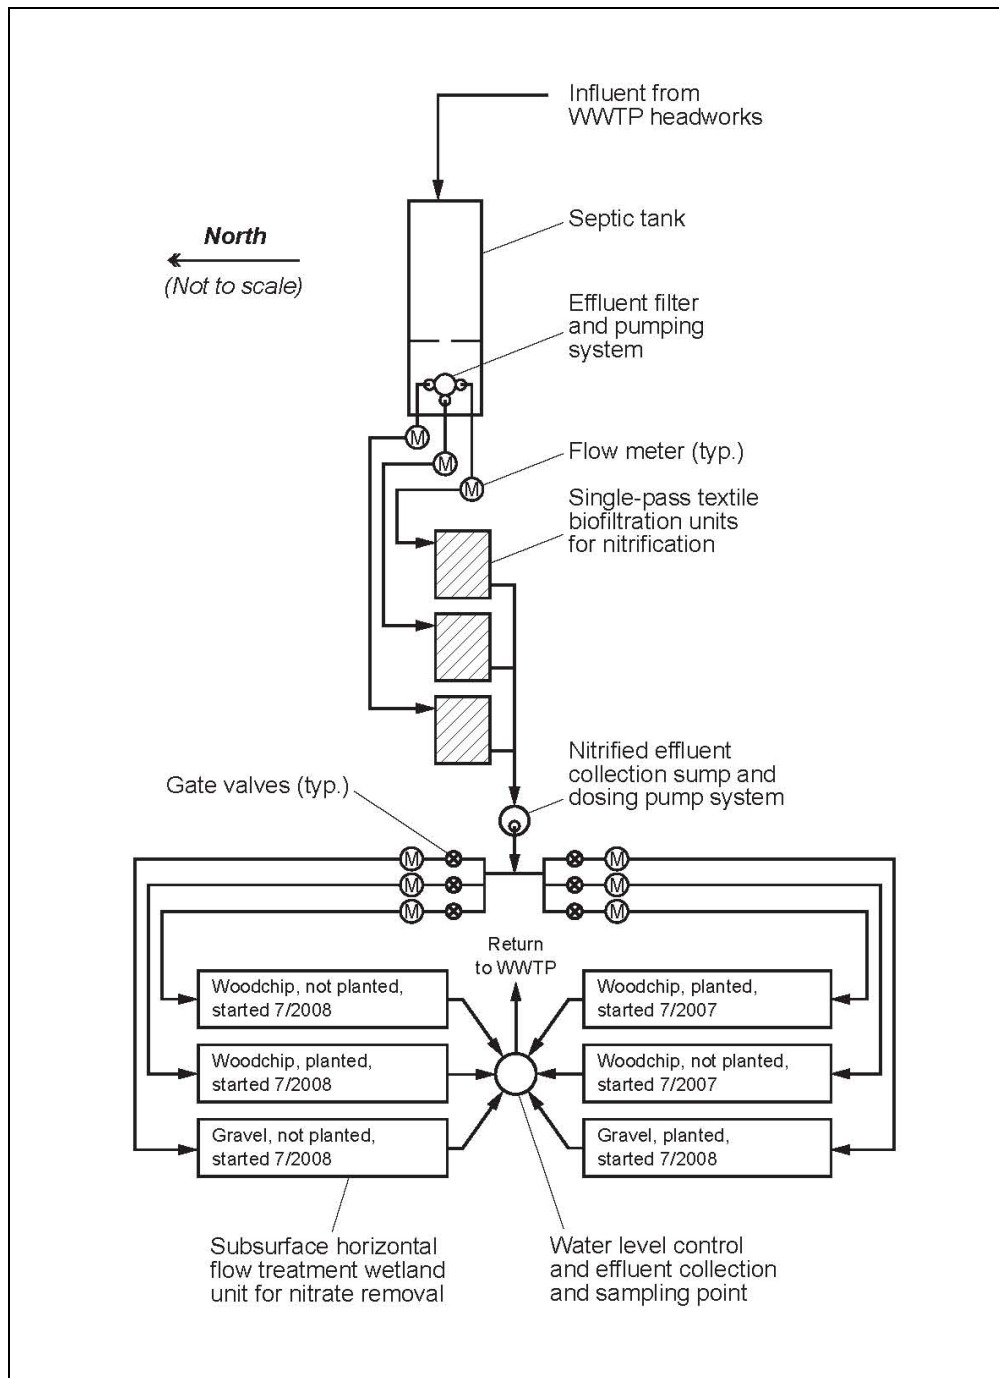 Influent from
WWTP headworks
Septic tank
North
(Not to scale)
Effluent filter
and pumping
system
M
M
Flow meter (typ.)
M
Single-pass textile
biofiltration units
for nitrification
Nitrified effluent
collection sump and
dosing pump system
Gate valves (typ.)
M M
M M
M M
Return
to WWTP
Woodchip, not planted,
started 7/2008
Woodchip, planted,
started 7/2007
Woodchip, planted,
started 7/2008
Woodchip, not planted,
started 7/2007
Gravel, not planted,
started 7/2008
Gravel, planted,
started 7/2008
Subsurface horizontal
flow treatment wetland
unit for nitrate removal
Water level control
and effluent collection
and sampling point